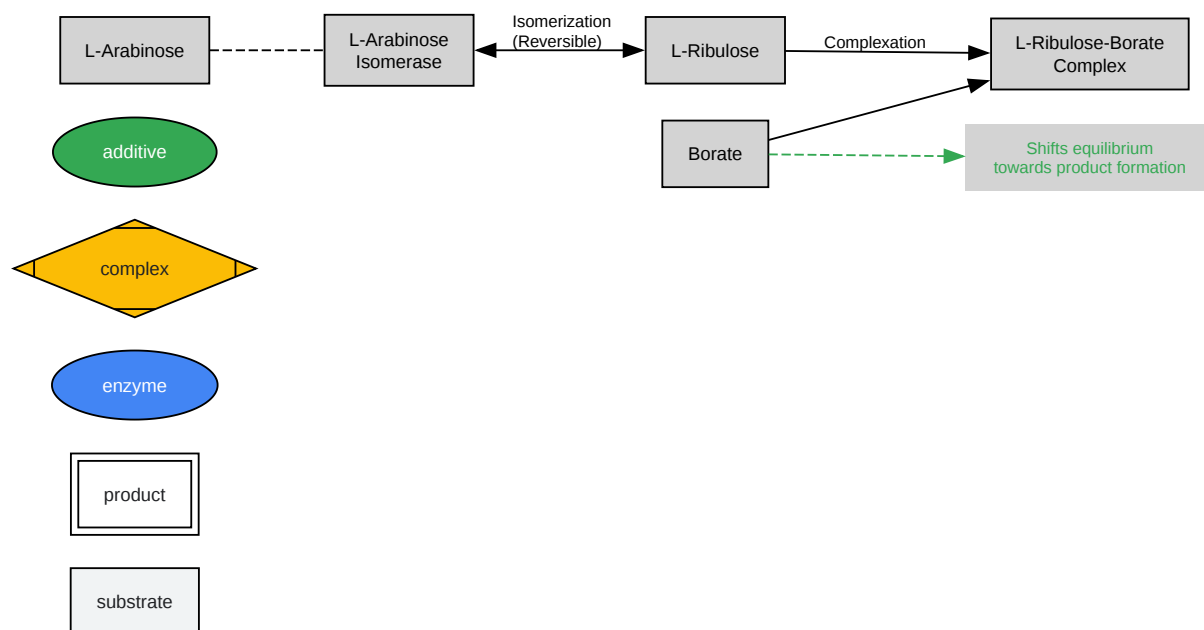 L-Arabinose
L-Arabinose
Isomerase
Isomerization
(Reversible)
L-Ribulose
Complexation
L-Ribulose-Borate
Complex
Borate
Shifts equilibrium
towards product formation
additive
complex
enzyme
product
substrate